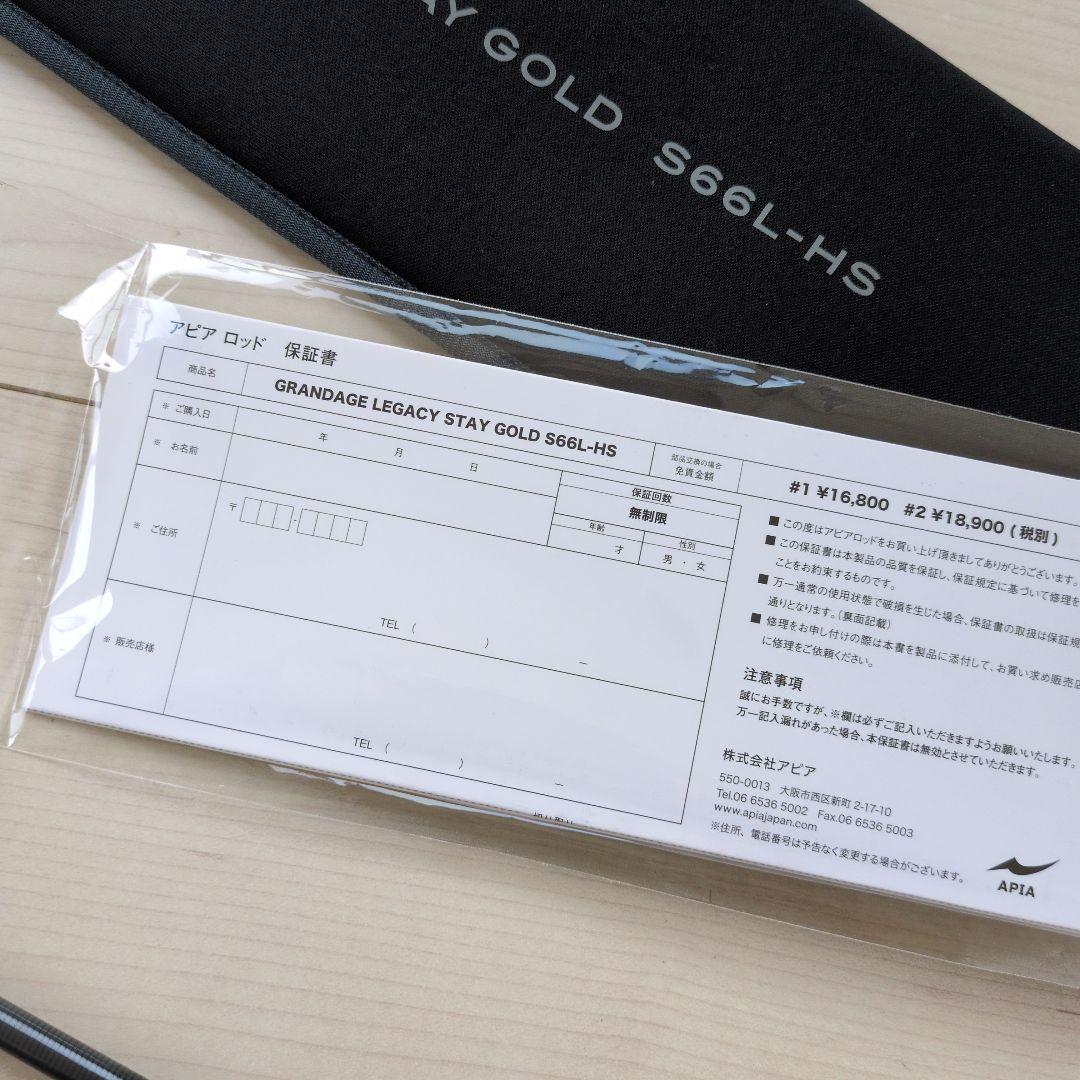 AY GOLD S66L-HS
アピア ロッド 保証書
商品名 GRANDAGE LEGACY STAY GOLD S66L-HS
部品交換の場合
免責金額
#1 ¥16,800 #2 ¥18,900 (税別)
※ ご購入日 年 月 日
※ お名前
保証回数
無制限
年齢 才
性別
男 ・ 女
※ ご住所
〒 -
TEL ( ) –
※ 販売店様
TEL ( ) –
■ この度はアピアロッドをお買い上げ頂きましてありがとうございます。
■ この保証書は本製品の品質を保証し、保証規定に基づいて修理を
ことをお約束するものです。
■ 万一通常の使用状態で破損を生じた場合、保証書の取扱は保証規
通りとなります。(裏面記載)
■ 修理をお申し付けの際は本書を製品に添付して、お買い求め販売店
に修理をご依頼ください。
注意事項
誠にお手数ですが、※欄は必ずご記入いただきますようお願いいたします。
万一記入漏れがあった場合、本保証書は無効とさせていただきます。
株式会社アピア
550-0013 大阪市西区新町 2-17-10
Tel.06 6536 5002 Fax.06 6536 5003
www.apiajapan.com
※住所、電話番号は予告なく変更する場合がございます。
APIA